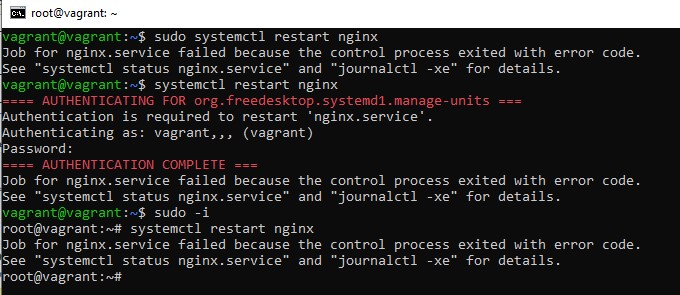 root@vagrant: ~
vagrant@vagrant:~$ sudo systemctl restart nginx
Job for nginx.service failed because the control process exited with error code.
See "systemctl status nginx.service" and "journalctl -xe" for details.
vagrant@vagrant:~$ systemctl restart nginx
==== AUTHENTICATING FOR org.freedesktop.systemd1.manage-units ===
Authentication is required to restart 'nginx.service'.
Authenticating as: vagrant,,, (vagrant)
Password:
==== AUTHENTICATION COMPLETE ===
Job for nginx.service failed because the control process exited with error code.
See "systemctl status nginx.service" and "journalctl -xe" for details.
vagrant@vagrant:~$ sudo -i
root@vagrant:~# systemctl restart nginx
Job for nginx.service failed because the control process exited with error code.
See "systemctl status nginx.service" and "journalctl -xe" for details.
root@vagrant:~#